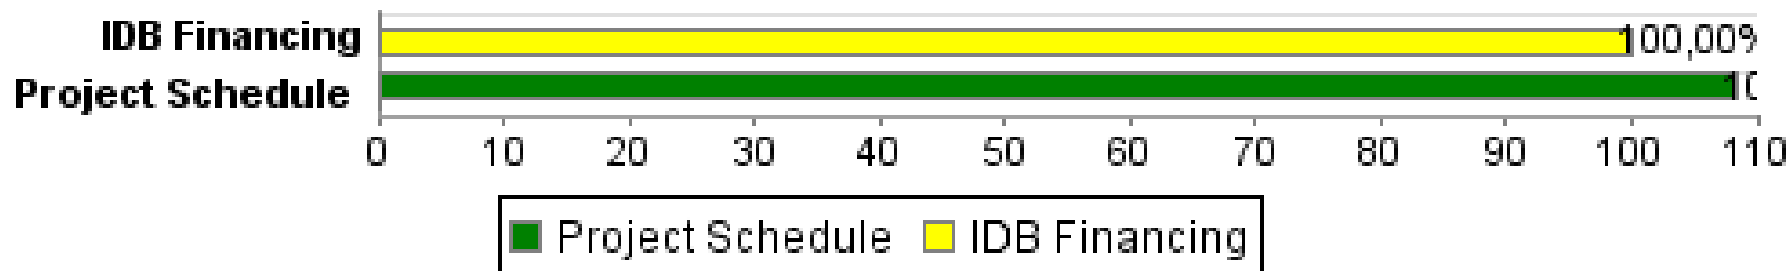 IDB Financing 100,00%
Project Schedule 10
0 10 20 30 40 50 60 70 80 90 100 110
Project Schedule IDB Financing